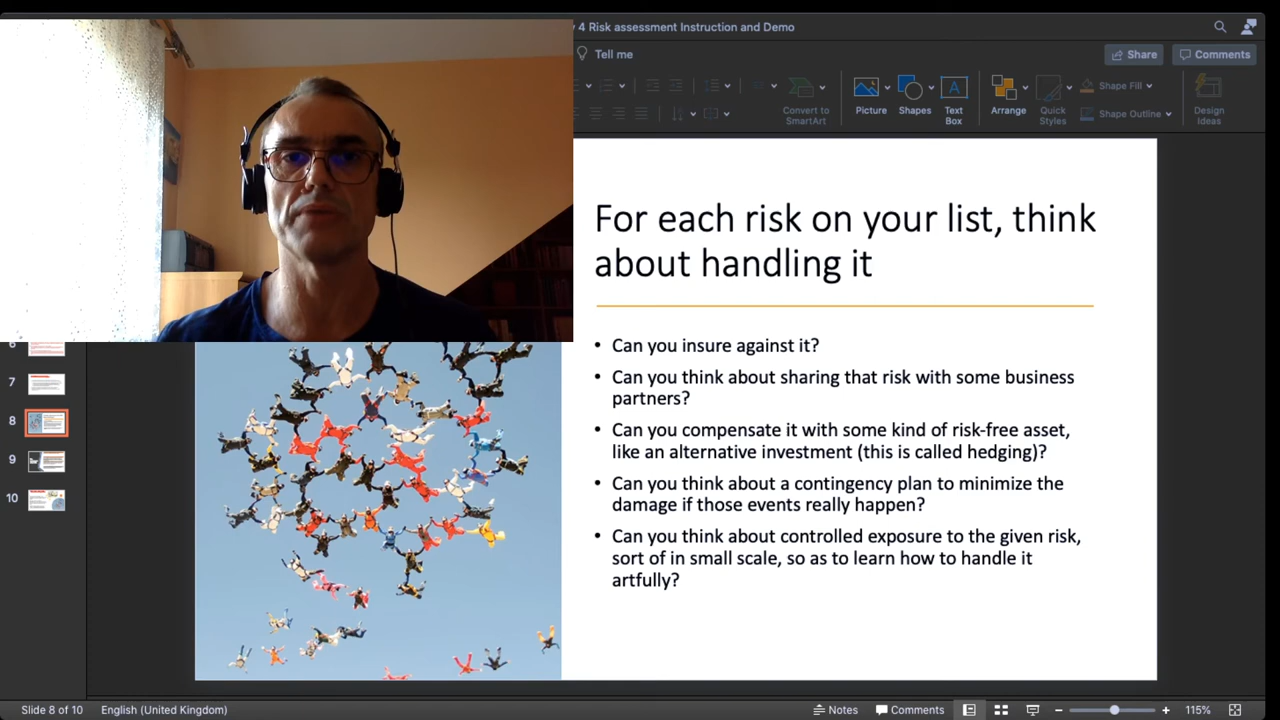 4 Risk assessment Instruction and Demo
Tell me
Share
Comments
Convert to
SmartArt
Picture
Shapes
Text
Box
Arrange
Quick
Styles
Shape Fill
Shape Outline
Design
Ideas
For each risk on your list, think
about handling it
• Can you insure against it?
• Can you think about sharing that risk with some business
partners?
• Can you compensate it with some kind of risk-free asset,
like an alternative investment (this is called hedging)?
• Can you think about a contingency plan to minimize the
damage if those events really happen?
• Can you think about controlled exposure to the given risk,
sort of in small scale, so as to learn how to handle it
artfully?
7
8
9
10
Slide 8 of 10
English (United Kingdom)
Notes
Comments
115%